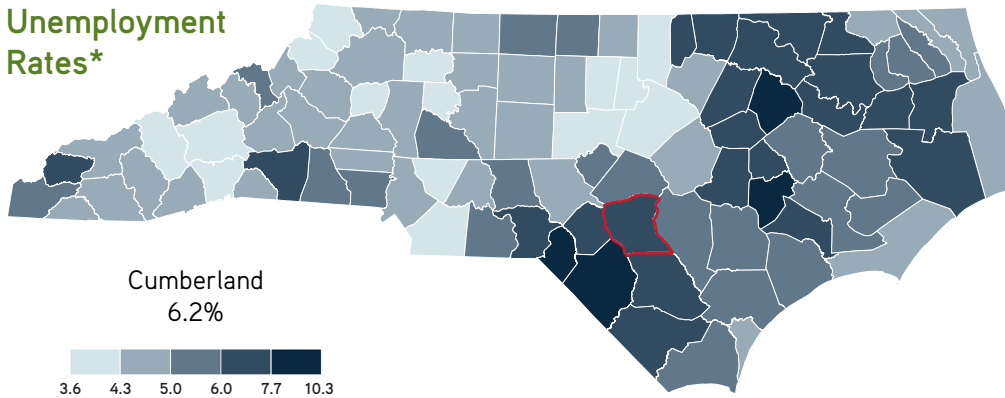 Unemployment
Rates*
Cumberland
6.2%
3.6 4.3 5.0 6.0 7.7 10.3